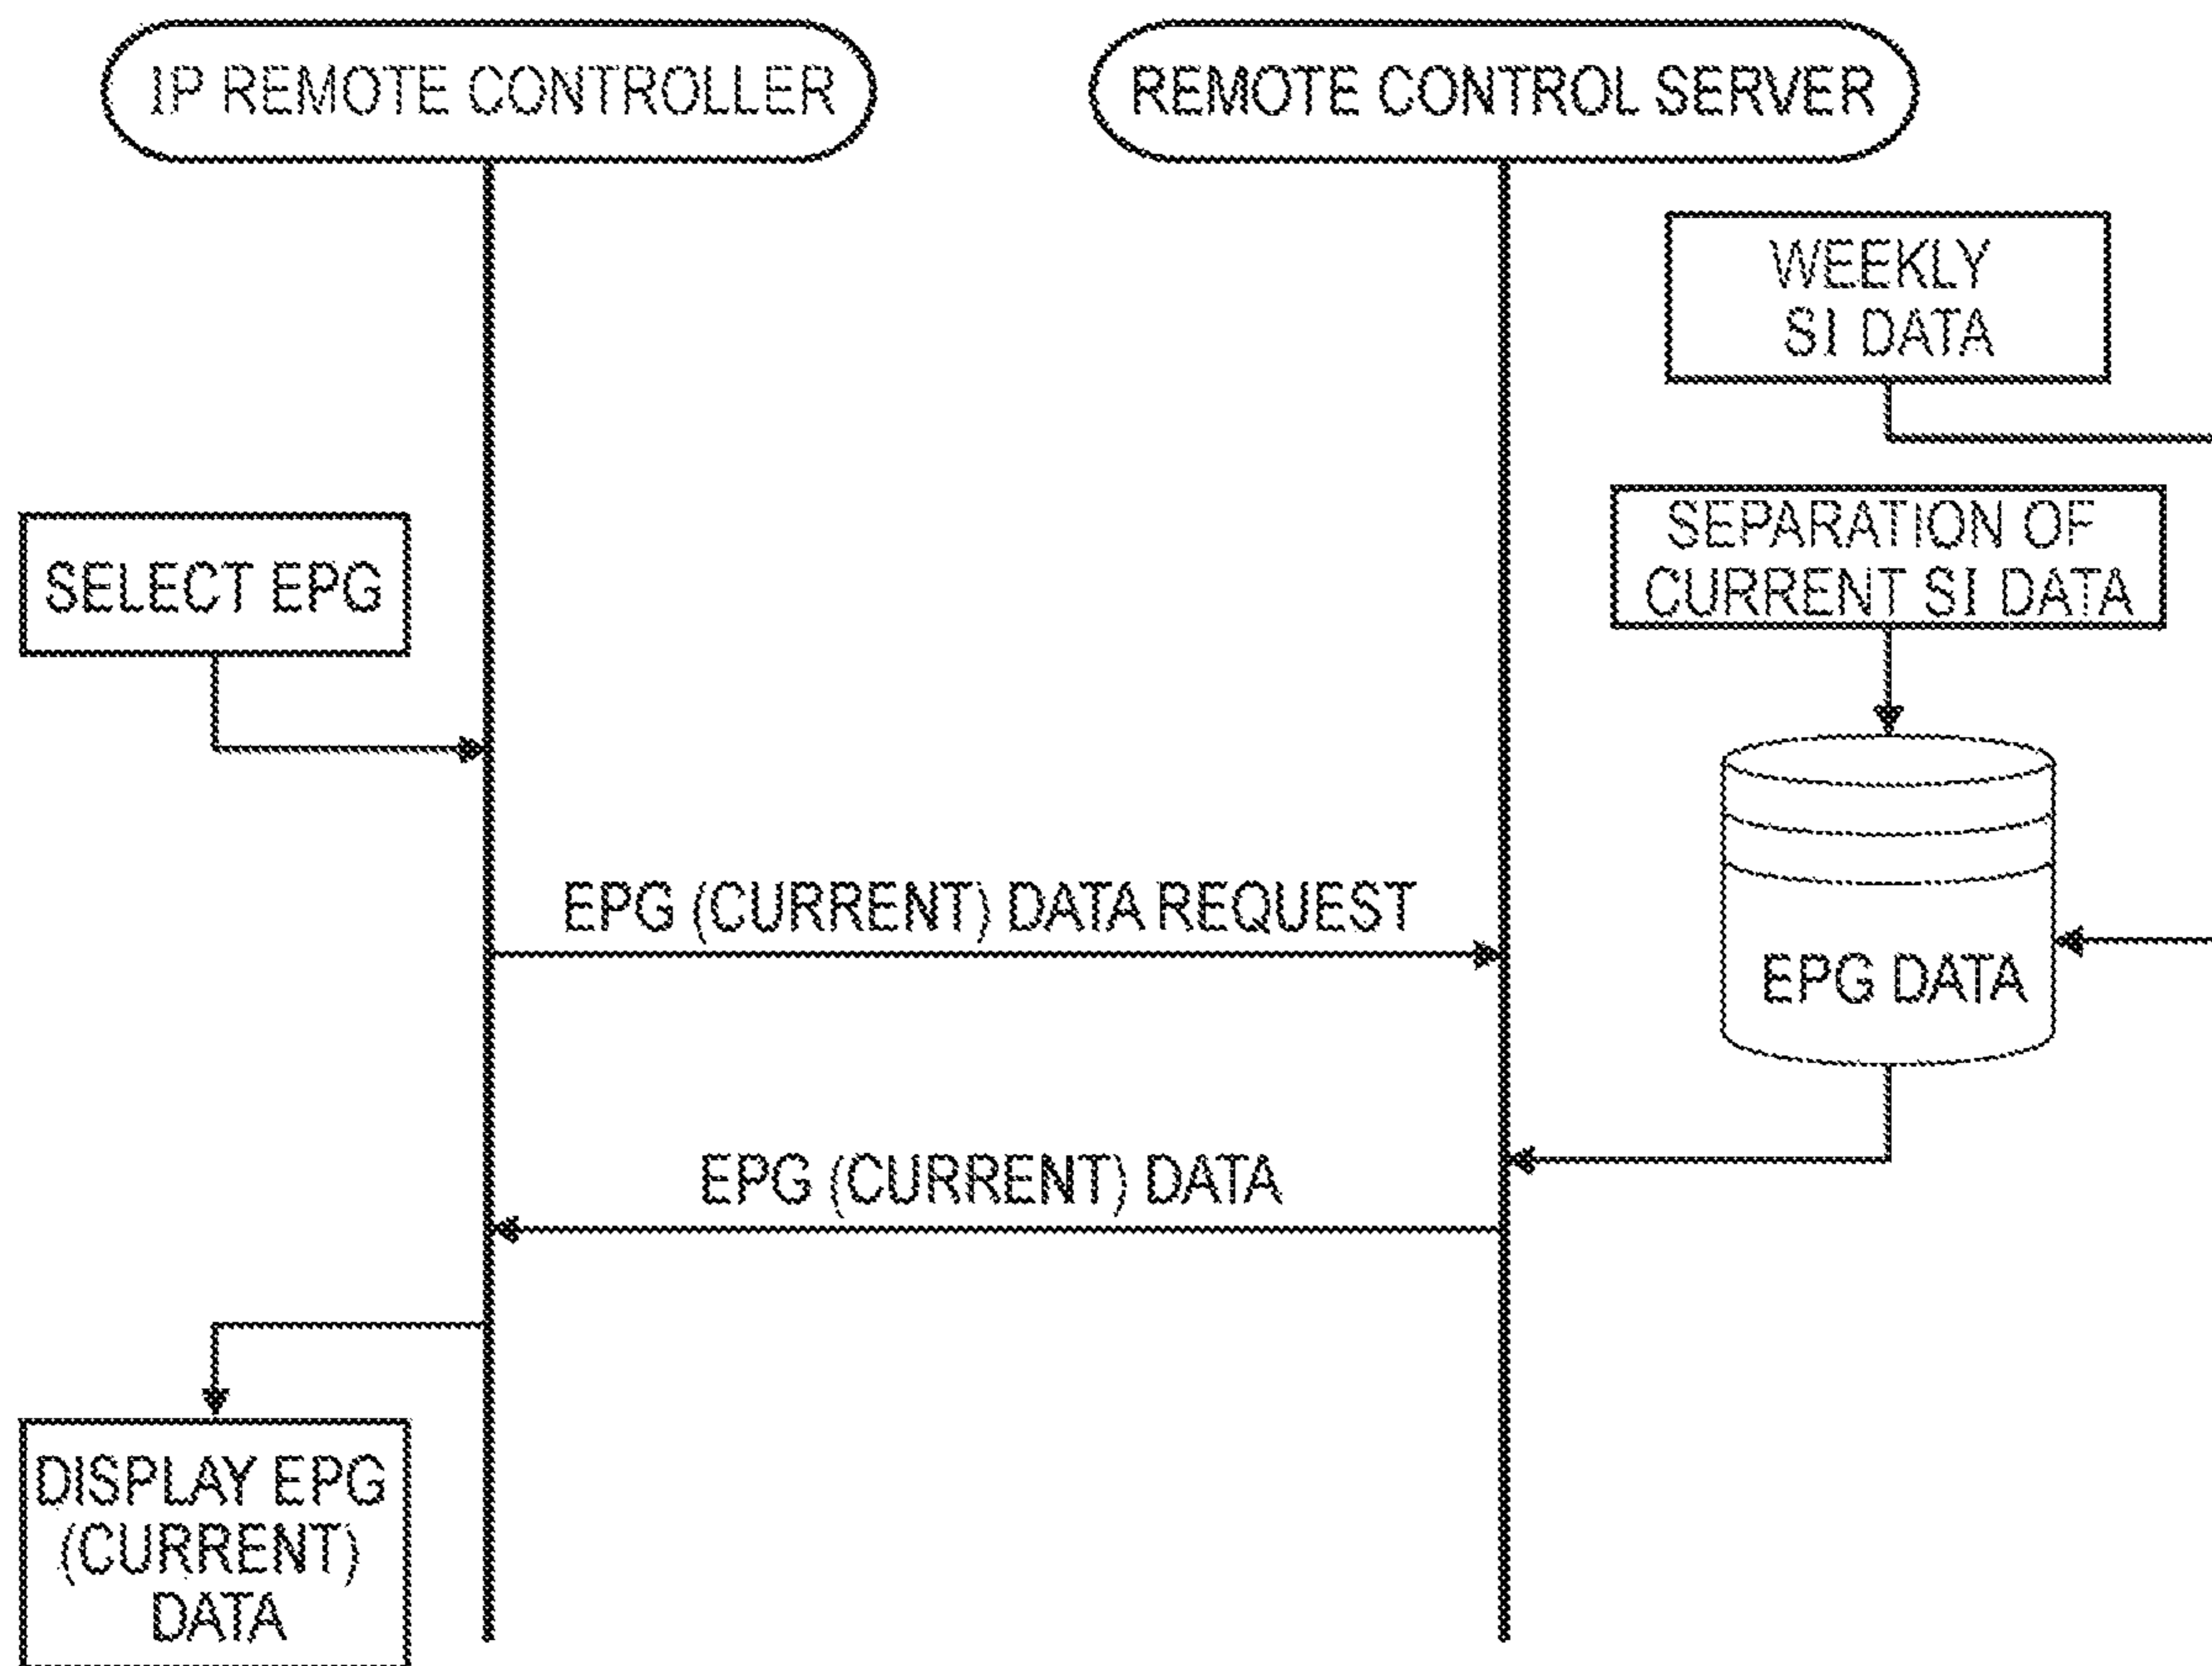 IP REMOTE CONTROLLER
REMOTE CONTROL SERVER
WEEKLY
SI DATA
SEPARATION OF
CURRENT SI DATA
SELECT EPG
EPG (CURRENT) DATA REQUEST
EPG DATA
EPG (CURRENT) DATA
DISPLAY EPG
(CURRENT)
DATA